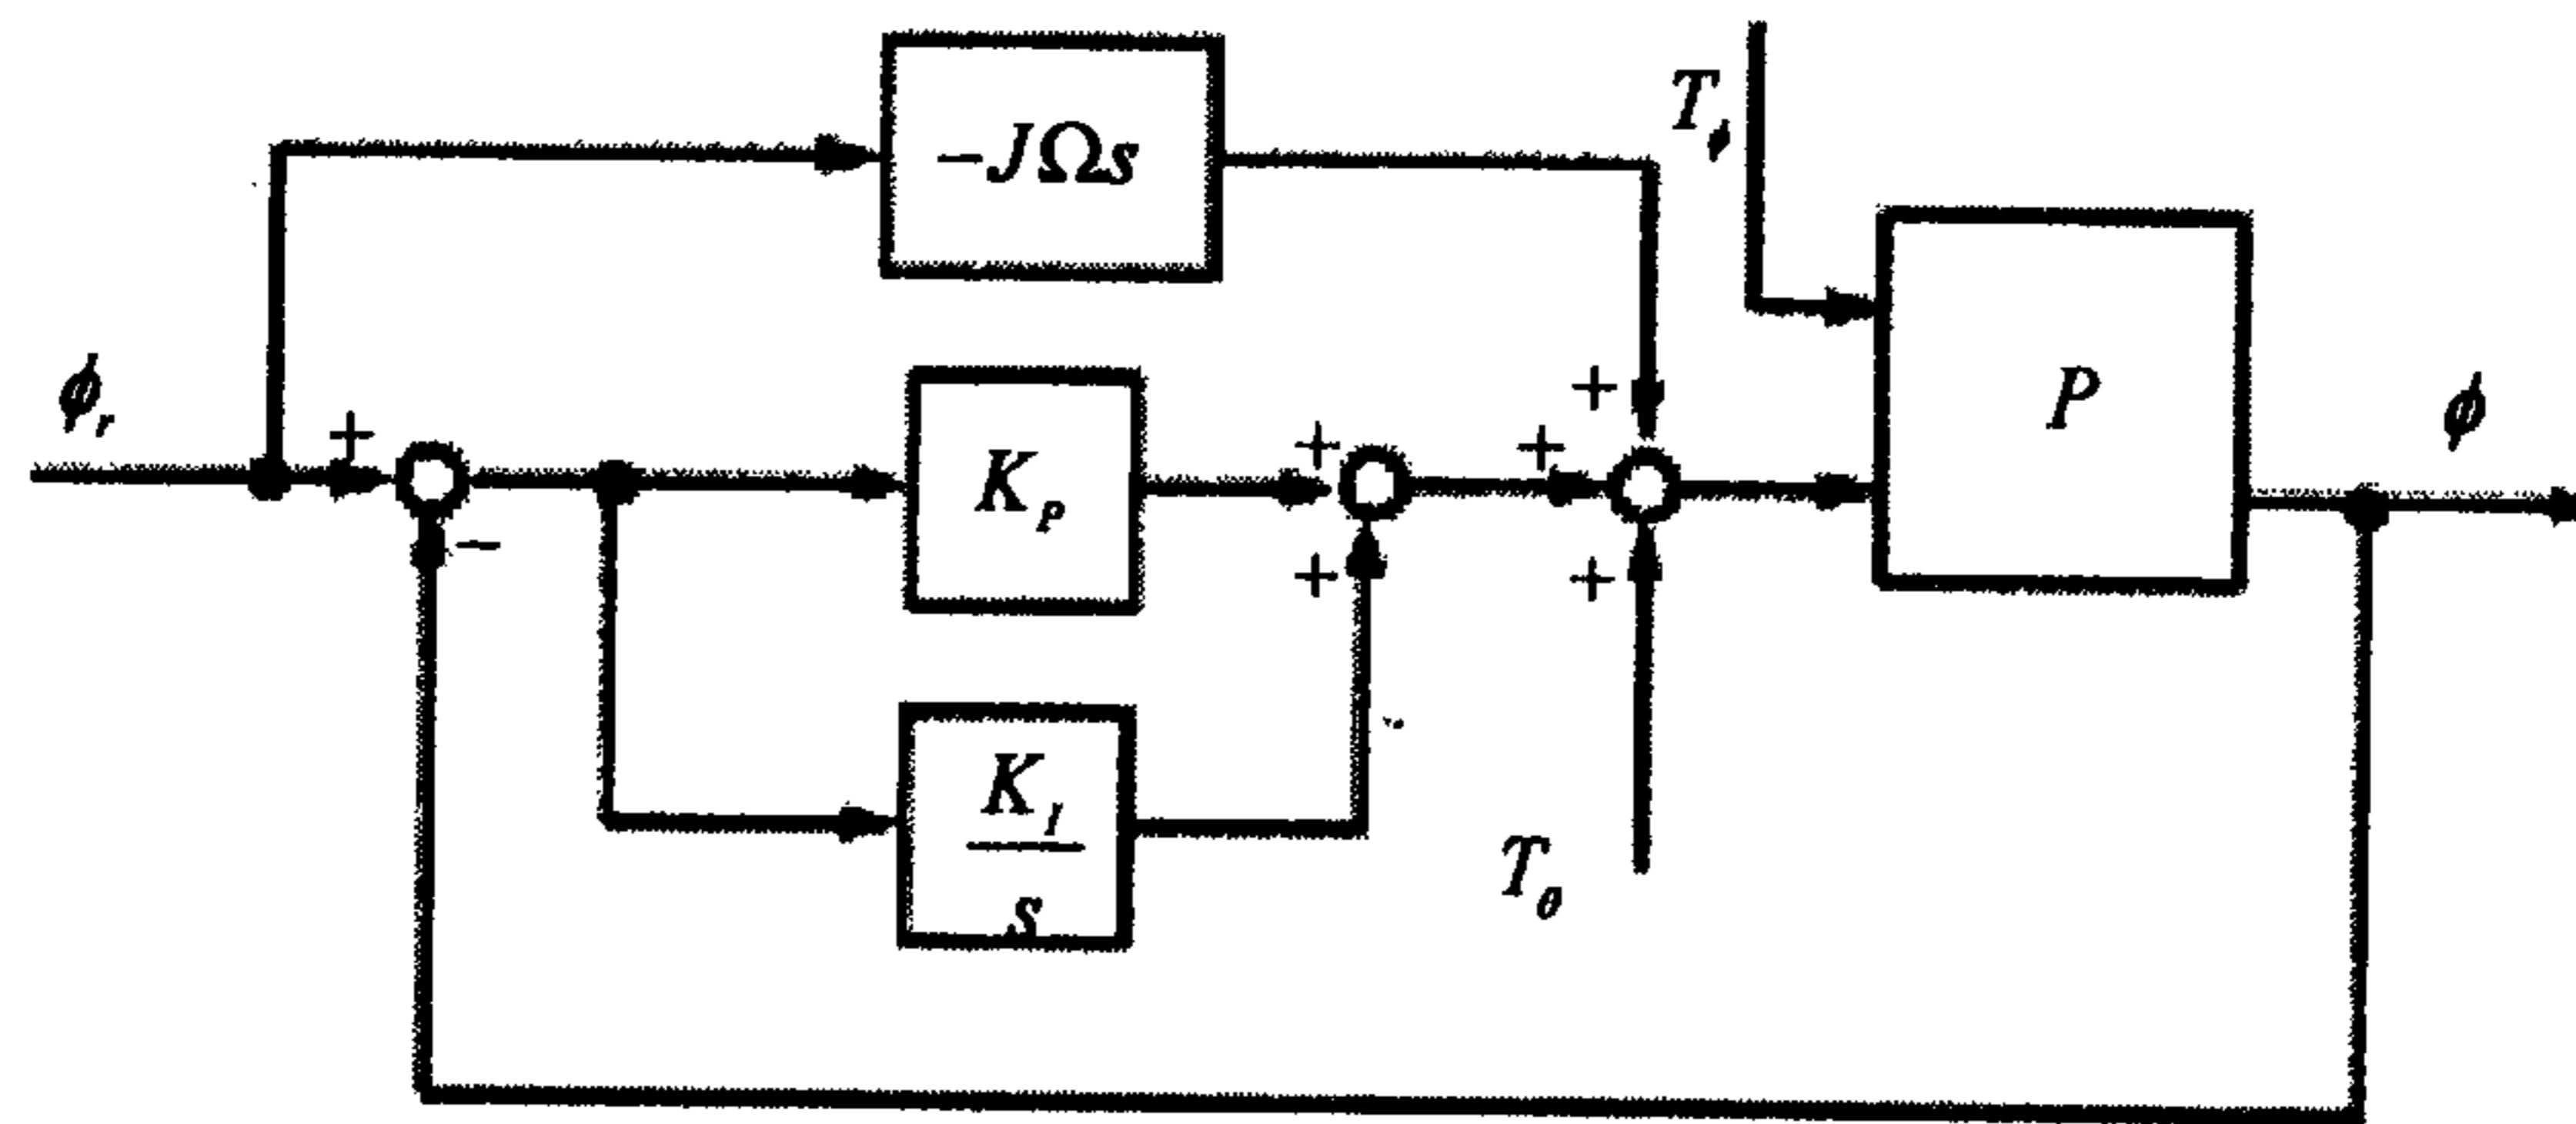 -JΩs
T_ϕ
ϕ_r
+
-
K_P
+
+
+
+
+
P
ϕ
K_I
s
T_θ